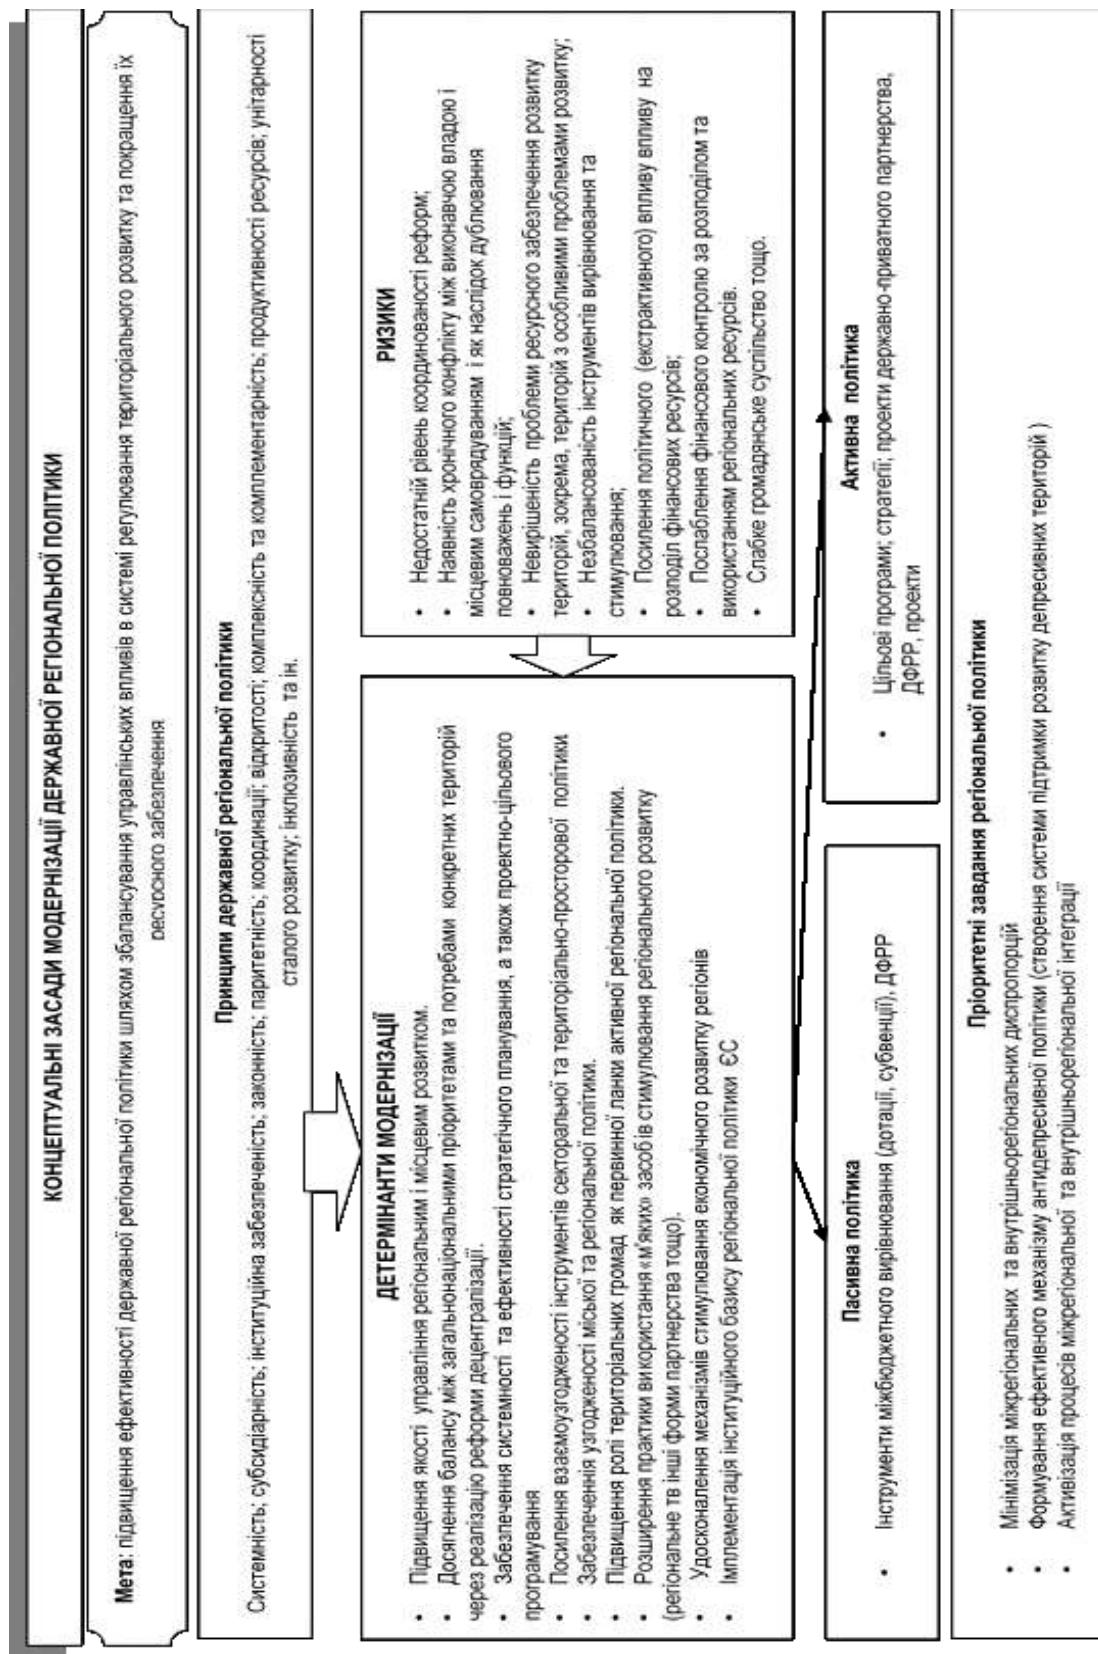 КОНЦЕПТУАЛЬНІ ЗАСАДИ МОДЕРНІЗАЦІЇ ДЕРЖАВНОЇ РЕГІОНАЛЬНОЇ ПОЛІТИКИ
Мета: підвищення ефективності державної регіональної політики шляхом збалансування управлінських впливів в системі регулювання територіального розвитку та покращення їх
ресурсного забезпечення
Принципи державної регіональної політики
Системність; субсидіарність; інституційна забезпеченість; законність; паритетність; координації; відкритості; комплексність та комплементарність; продуктивності ресурсів; унітарності
сталого розвитку; інклюзивність та ін.
ДЕТЕРМІНАНТИ МОДЕРНІЗАЦІЇ
• Підвищення якості управління регіональним і місцевим розвитком.
• Досягнення балансу між загальнонаціональними пріоритетами та потребами конкретних територій
через реалізацію реформи децентралізації.
• Забезпечення системності та ефективності стратегічного планування, а також проектно-цільового
програмування
• Посилення взаємоузгодженості інструментів секторальної та територіально-просторової політики.
• Забезпечення узгодженості міської та регіональної політики.
• Підвищення ролі територіальних громад як первинної ланки активної регіональної політики.
• Розширення практики використання «м'яких» засобів стимулювання регіонального розвитку
(регіональне тв інші форми партнерства тощо).
• Удосконалення механізмів стимулювання економічного розвитку регіонів
• Імплементація інституційного базису регіональної політики ЄС
РИЗИКИ
• Недостатній рівень координованості реформ;
• Наявність хронічного конфлікту між виконавчою владою і
місцевим самоврядуванням і як наслідок дублювання
повноважень і функцій;
• Невирішеність проблеми ресурсного забезпечення розвитку
територій, зокрема, територій з особливими проблемами розвитку;
• Незбалансованість інструментів вирівнювання та
стимулювання;
• Посилення політичного (екстрактивного) впливу впливу на
розподіл фінансових ресурсів;
• Послаблення фінансового контролю за розподілом та
використанням регіональних ресурсів.
• Слабке громадянське суспільство тощо.
Пасивна політика
• Інструменти міжбюджетного вирівнювання (дотації, субвенції), ДФРР
Активна політика
• Цільові програми; стратегії; проекти державно-приватного партнерства,
ДФРР, проекти
Пріоритетні завдання регіональної політики
• Мінімізація міжрегіональних та внутрішньорегіональних диспропорцій
• Формування ефективного механізму антидепресивної політики (створення системи підтримки розвитку депресивних територій )
• Активізація процесів міжрегіональної та внутрішньорегіональної інтеграції